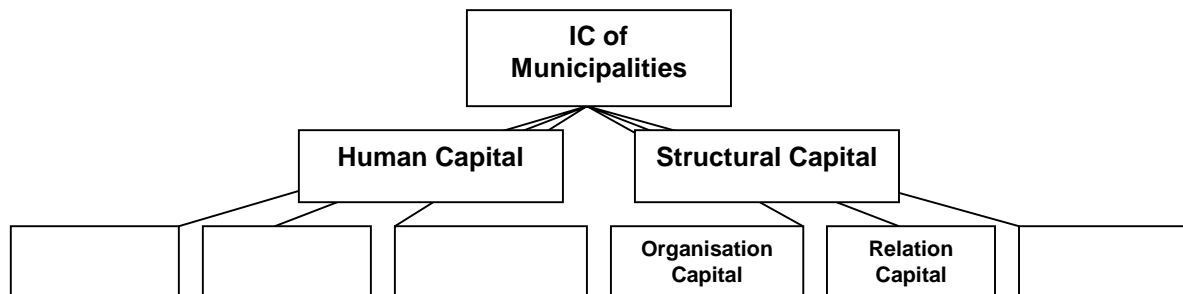 IC of
Municipalities
Human Capital
Structural Capital
Organisation
Capital
Relation
Capital